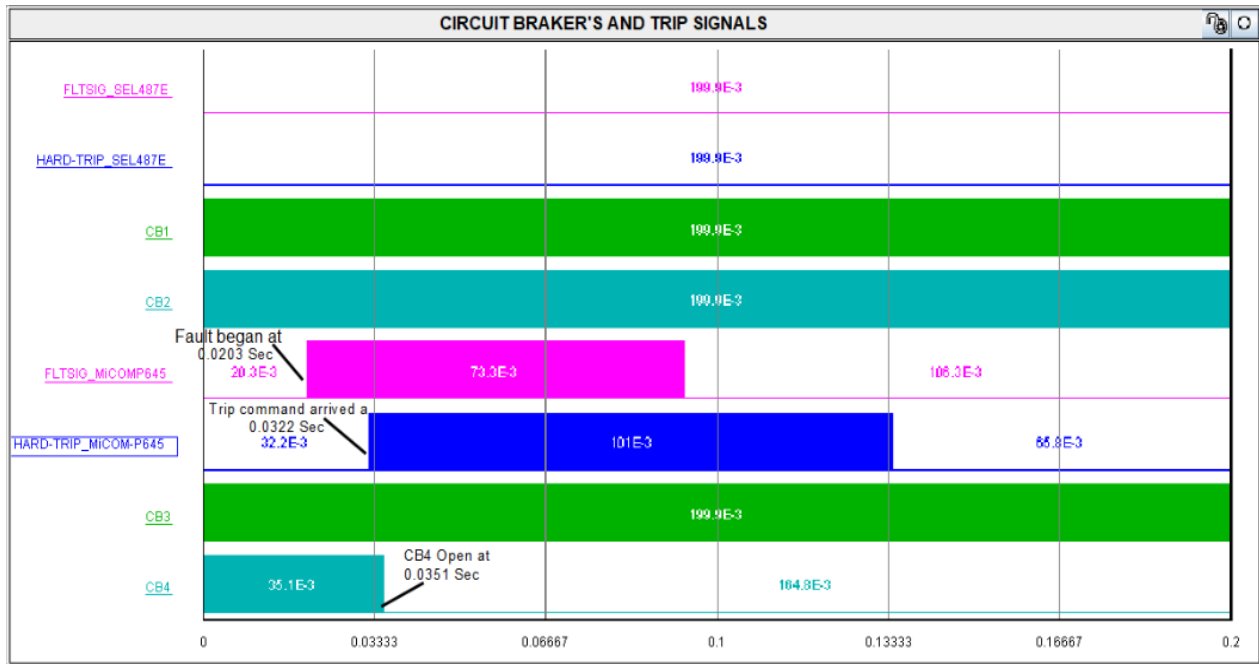 CIRCUIT BRAKER'S AND TRIP SIGNALS
FLTSIG_SEL487E
199.9E-3
HARD-TRIP_SEL487E
199.9E-3
CB1
199.9E-3
CB2
199.9E-3
Fault began at
0.0203 Sec
FLTSIG_MiCOMP645
20.3E-3
73.3E-3
106.3E-3
Trip command arrived a
0.0322 Sec
HARD-TRIP_MiCOM-P645
32.2E-3
101E-3
65.8E-3
CB3
199.9E-3
CB4 Open at
0.0351 Sec
CB4
35.1E-3
164.8E-3
0 0.03333 0.06667 0.1 0.13333 0.16667 0.2